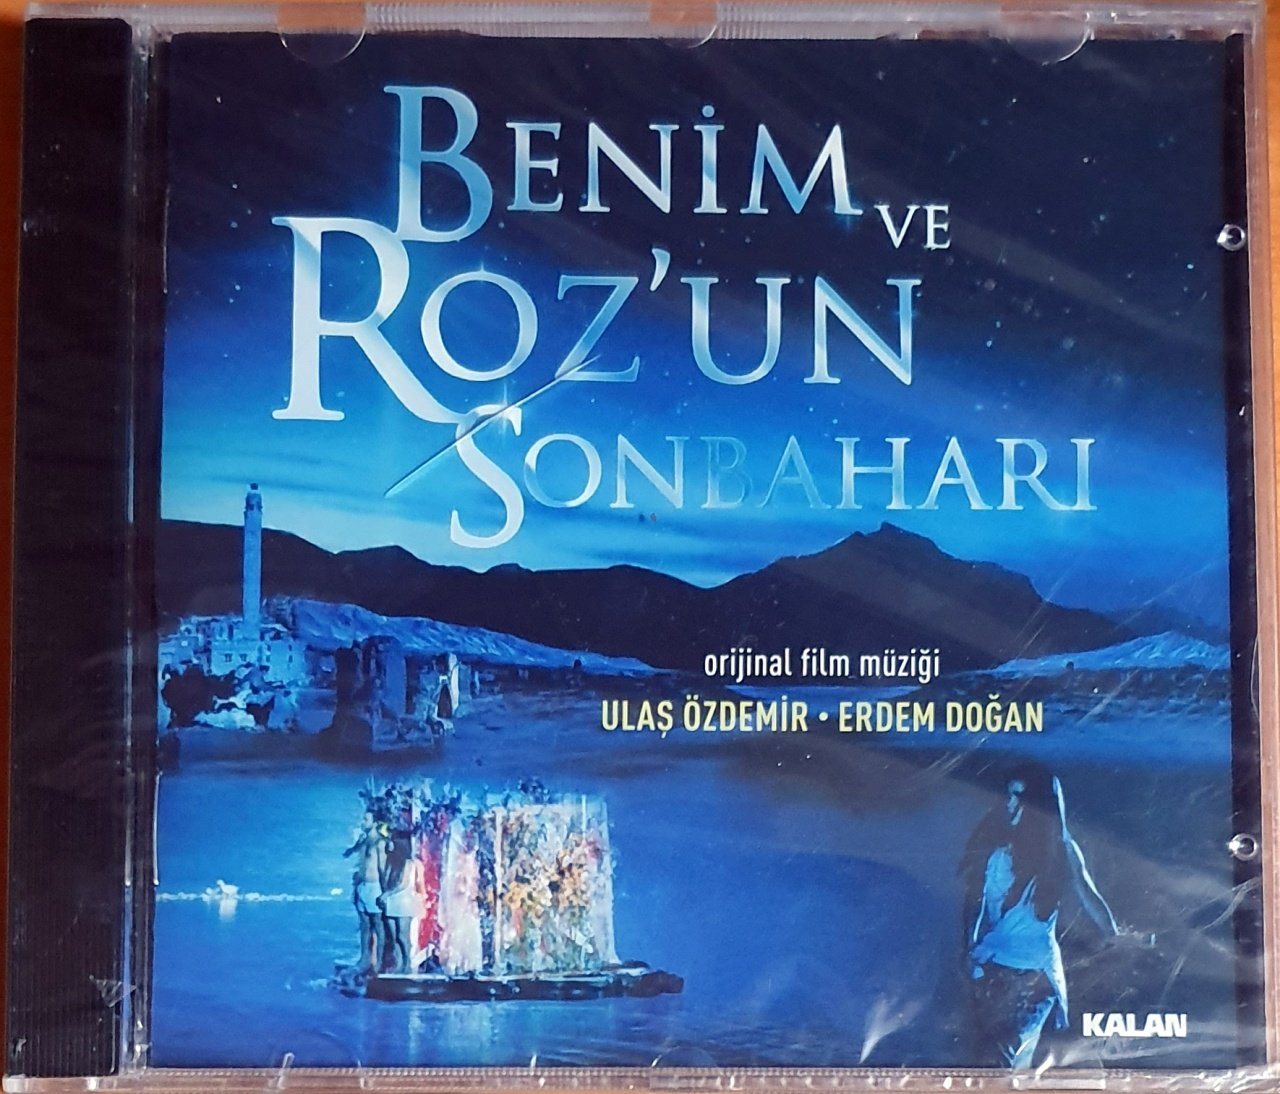 BENİM VE
ROZ'UN
SONBAHARI
orijinal film müziği
ULAŞ ÖZDEMİR • ERDEM DOĞAN
KALAN